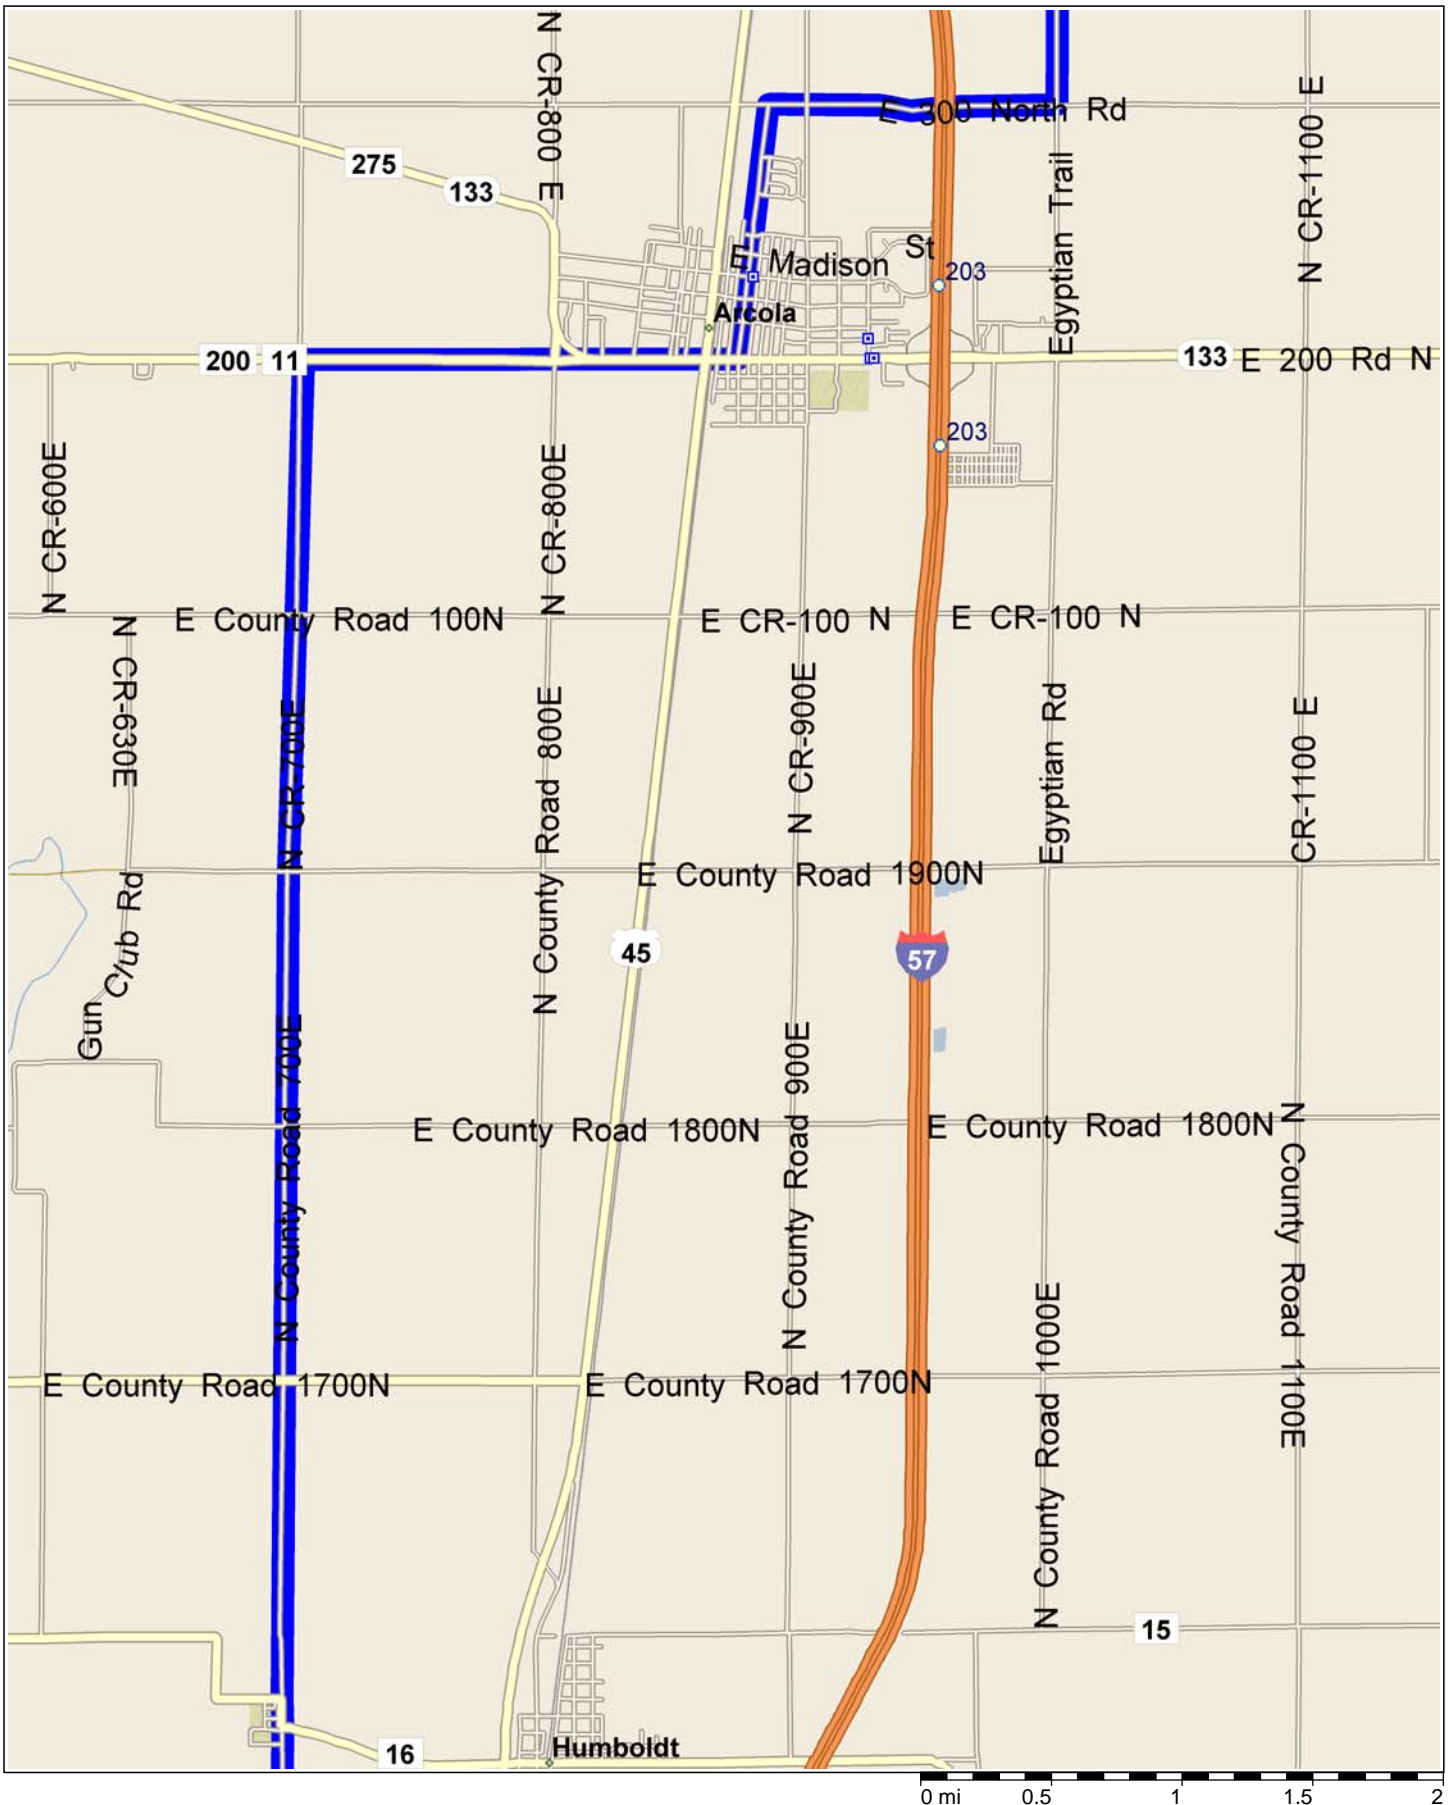 N CR-800 E
E 300 North Rd
N CR-1100 E
275
133
Egyptian Trail
E Madison St
203
Arcola
200
11
133
E 200 Rd N
203
N CR-600E
N CR-800E
E County Road 100N
E CR-100 N
E CR-100 N
N CR-630E
N CR-700E
N County Road 800E
N CR-900E
Egyptian Rd
CR-1100 E
E County Road 1900N
Gun Club Rd
45
57
N County Road 700E
N County Road 900E
E County Road 1800N
E County Road 1800N
N County Road 1100E
N County Road 1000E
E County Road 1700N
E County Road 1700N
15
16
Humboldt
0 mi 0.5 1 1.5 2